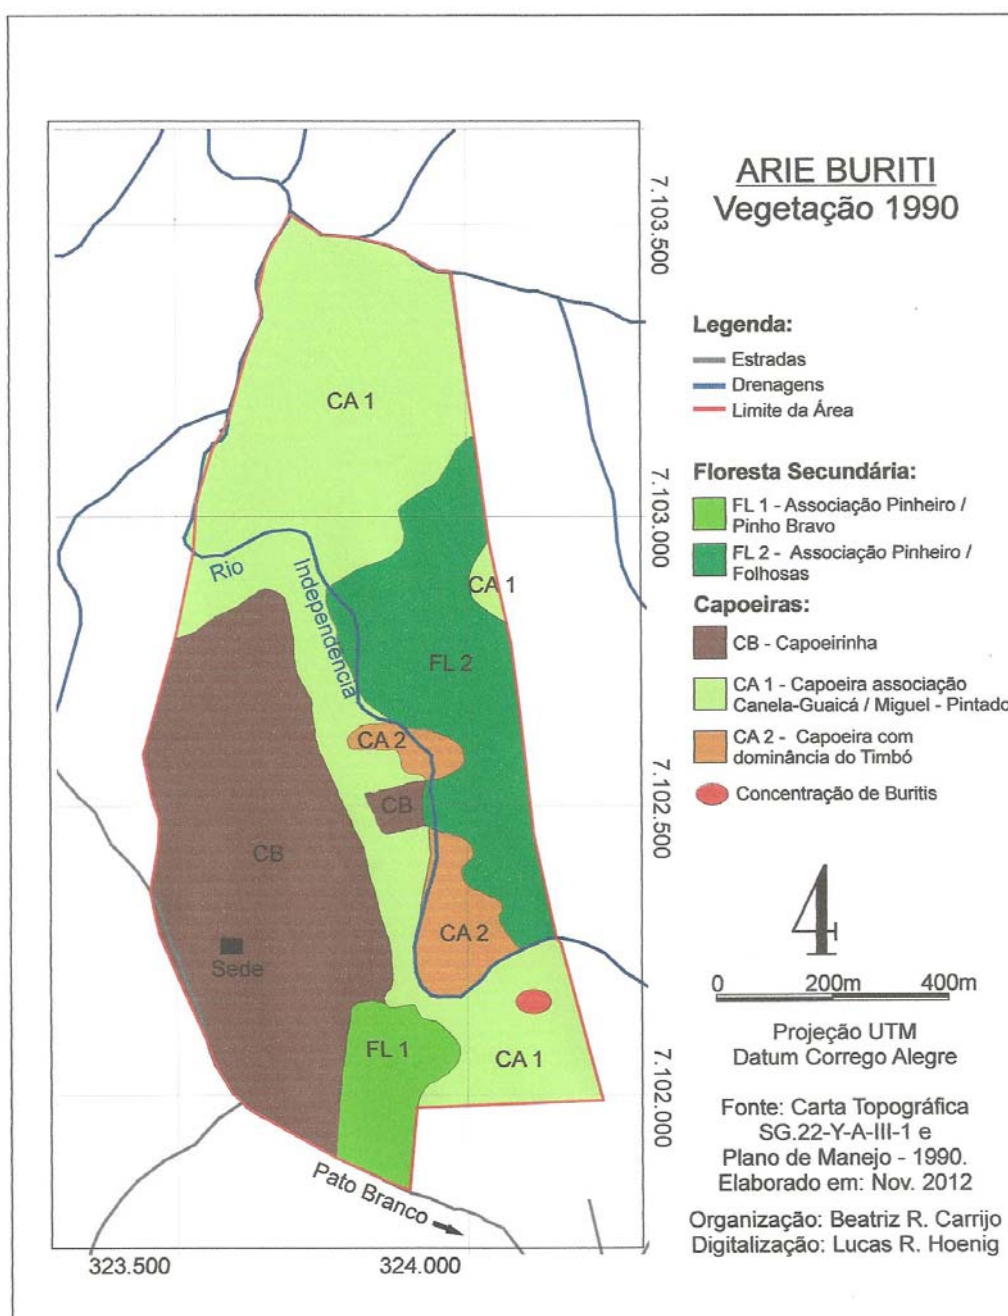 ARIE BURITI
Vegetação 1990
7.103.500
Legenda:
Estradas
Drenagens
Limite da Área
CA 1
Floresta Secundária:
FL 1 - Associação Pinheiro /
Pinho Bravo
FL 2 - Associação Pinheiro /
Folhosas
7.103.000
Rio
Independência
CA 1
Capoeiras:
CB - Capoeirinha
CA 1 - Capoeira associação
Canela-Guaicá / Miguel - Pintado
CA 2 - Capoeira com
dominância do Timbó
Concentração de Buritis
FL 2
CA 2
CB
7.102.500
CB
CA 2
Sede
4
0 200m 400m
FL 1
CA 1
7.102.000
Projeção UTM
Datum Corrego Alegre
Fonte: Carta Topográfica
SG.22-Y-A-III-1 e
Plano de Manejo - 1990.
Elaborado em: Nov. 2012
Organização: Beatriz R. Carrijo
Digitalização: Lucas R. Hoenig
Pato Branco
323.500
324.000